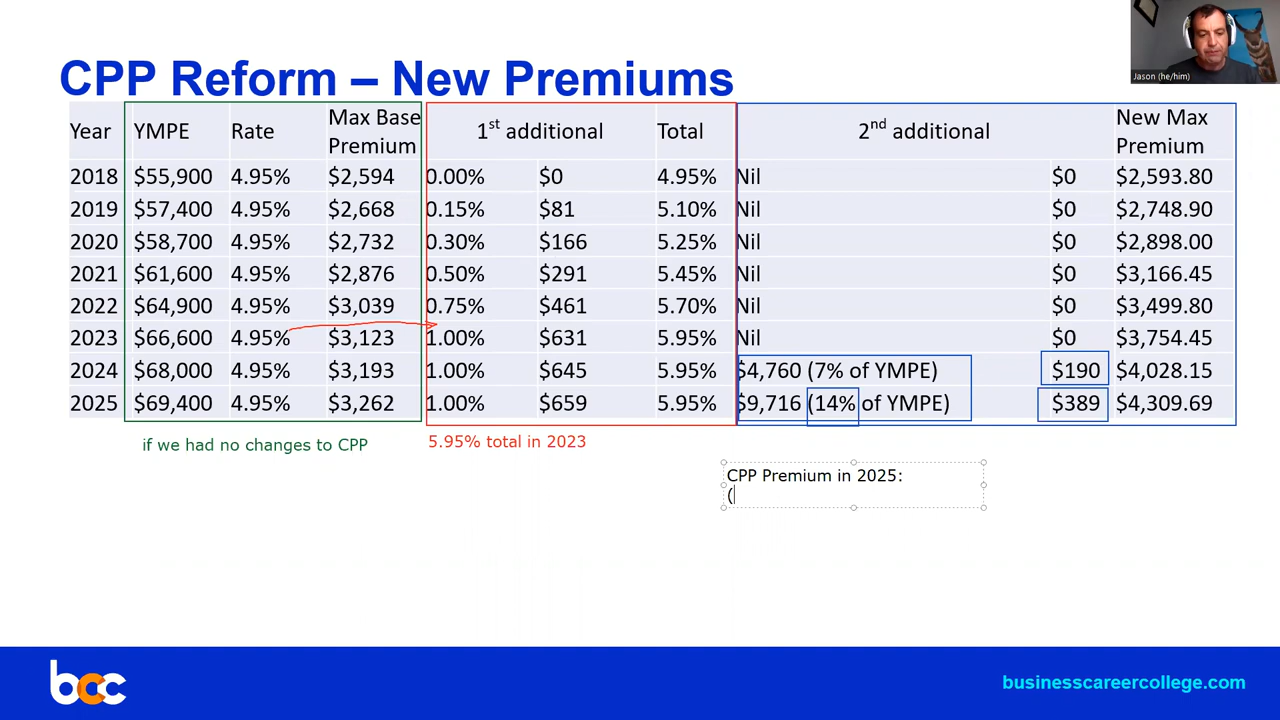 Jason (he/him)
CPP Reform – New Premiums
Year YMPE Rate Max Base Premium 1st additional Total 2nd additional New Max Premium
2018 $55,900 4.95% $2,594 0.00% $0 4.95% Nil $0 $2,593.80
2019 $57,400 4.95% $2,668 0.15% $81 5.10% Nil $0 $2,748.90
2020 $58,700 4.95% $2,732 0.30% $166 5.25% Nil $0 $2,898.00
2021 $61,600 4.95% $2,876 0.50% $291 5.45% Nil $0 $3,166.45
2022 $64,900 4.95% $3,039 0.75% $461 5.70% Nil $0 $3,499.80
2023 $66,600 4.95% $3,123 1.00% $631 5.95% Nil $0 $3,754.45
2024 $68,000 4.95% $3,193 1.00% $645 5.95% $4,760 (7% of YMPE) $190 $4,028.15
2025 $69,400 4.95% $3,262 1.00% $659 5.95% $9,716 (14% of YMPE) $389 $4,309.69
if we had no changes to CPP
5.95% total in 2023
CPP Premium in 2025:
(
bcc
businesscareercollege.com